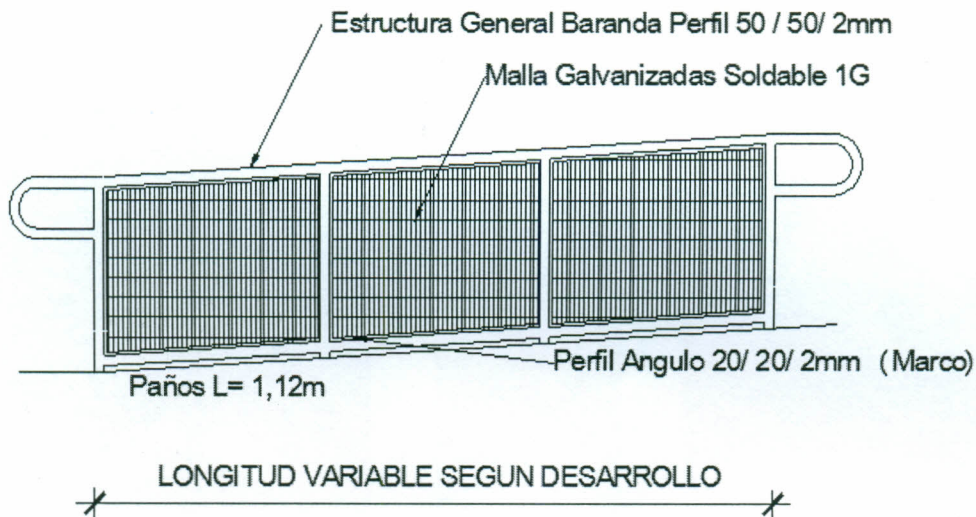 Estructura General Baranda Perfil 50 / 50/ 2mm
Malla Galvanizadas Soldable 1G
Perfil Angulo 20/ 20/ 2mm (Marco)
Paños L= 1,12m
LONGITUD VARIABLE SEGUN DESARROLLO